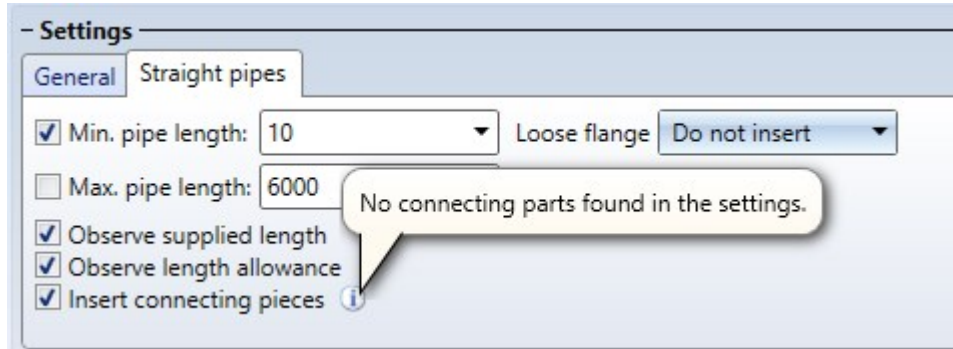 – Settings
General Straight pipes
Min. pipe length: 10 Loose flange Do not insert
Max. pipe length: 6000
No connecting parts found in the settings.
Observe supplied length
Observe length allowance
Insert connecting pieces i